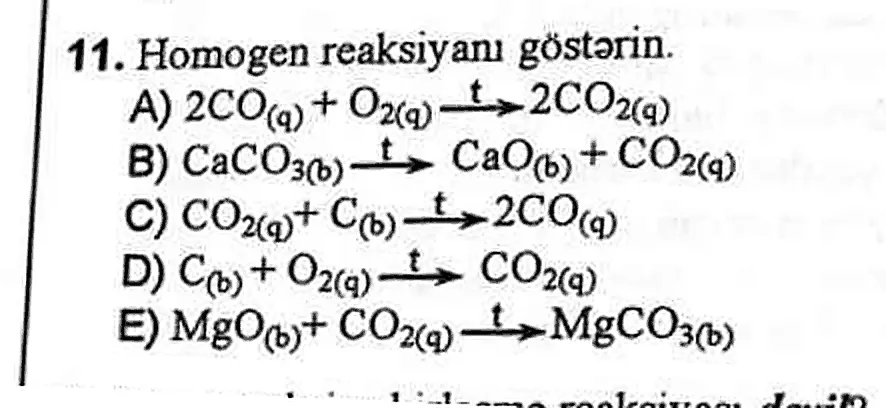 11. Homogen reaksiyanı göstərin.
A) 2CO(q) + O2(q) —t→ 2CO2(q)
B) CaCO3(b) —t→ CaO(b) + CO2(q)
C) CO2(q) + C(b) —t→ 2CO(q)
D) C(b) + O2(q) —t→ CO2(q)
E) MgO(b) + CO2(q) —t→ MgCO3(b)